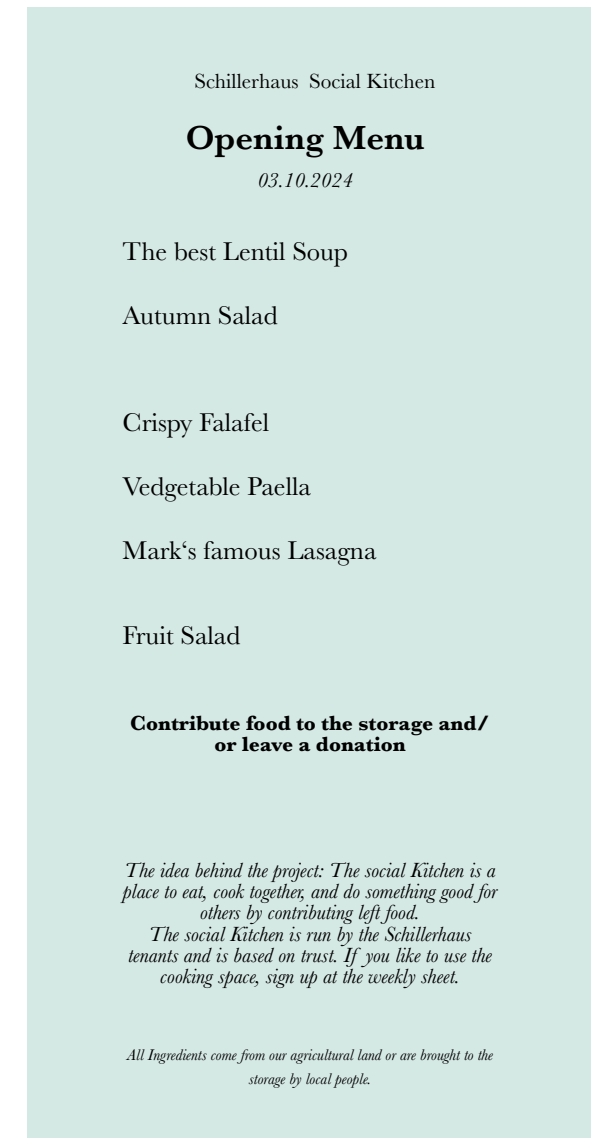 Schillerhaus  Social Kitchen
Opening Menu
03.10.2024
The best Lentil Soup
Autumn Salad
Crispy Falafel
Vedgetable Paella
Mark‘s famous Lasagna
Fruit Salad
Contribute food to the storage and/
or leave a donation
The idea behind the project: The social Kitchen is a
place to eat, cook together, and do something good for
others by contributing left food.
The social Kitchen is run by the Schillerhaus
tenants and is based on trust. If you like to use the
cooking space, sign up at the weekly sheet.
All Ingredients come from our agricultural land or are brought to the
storage by local people.